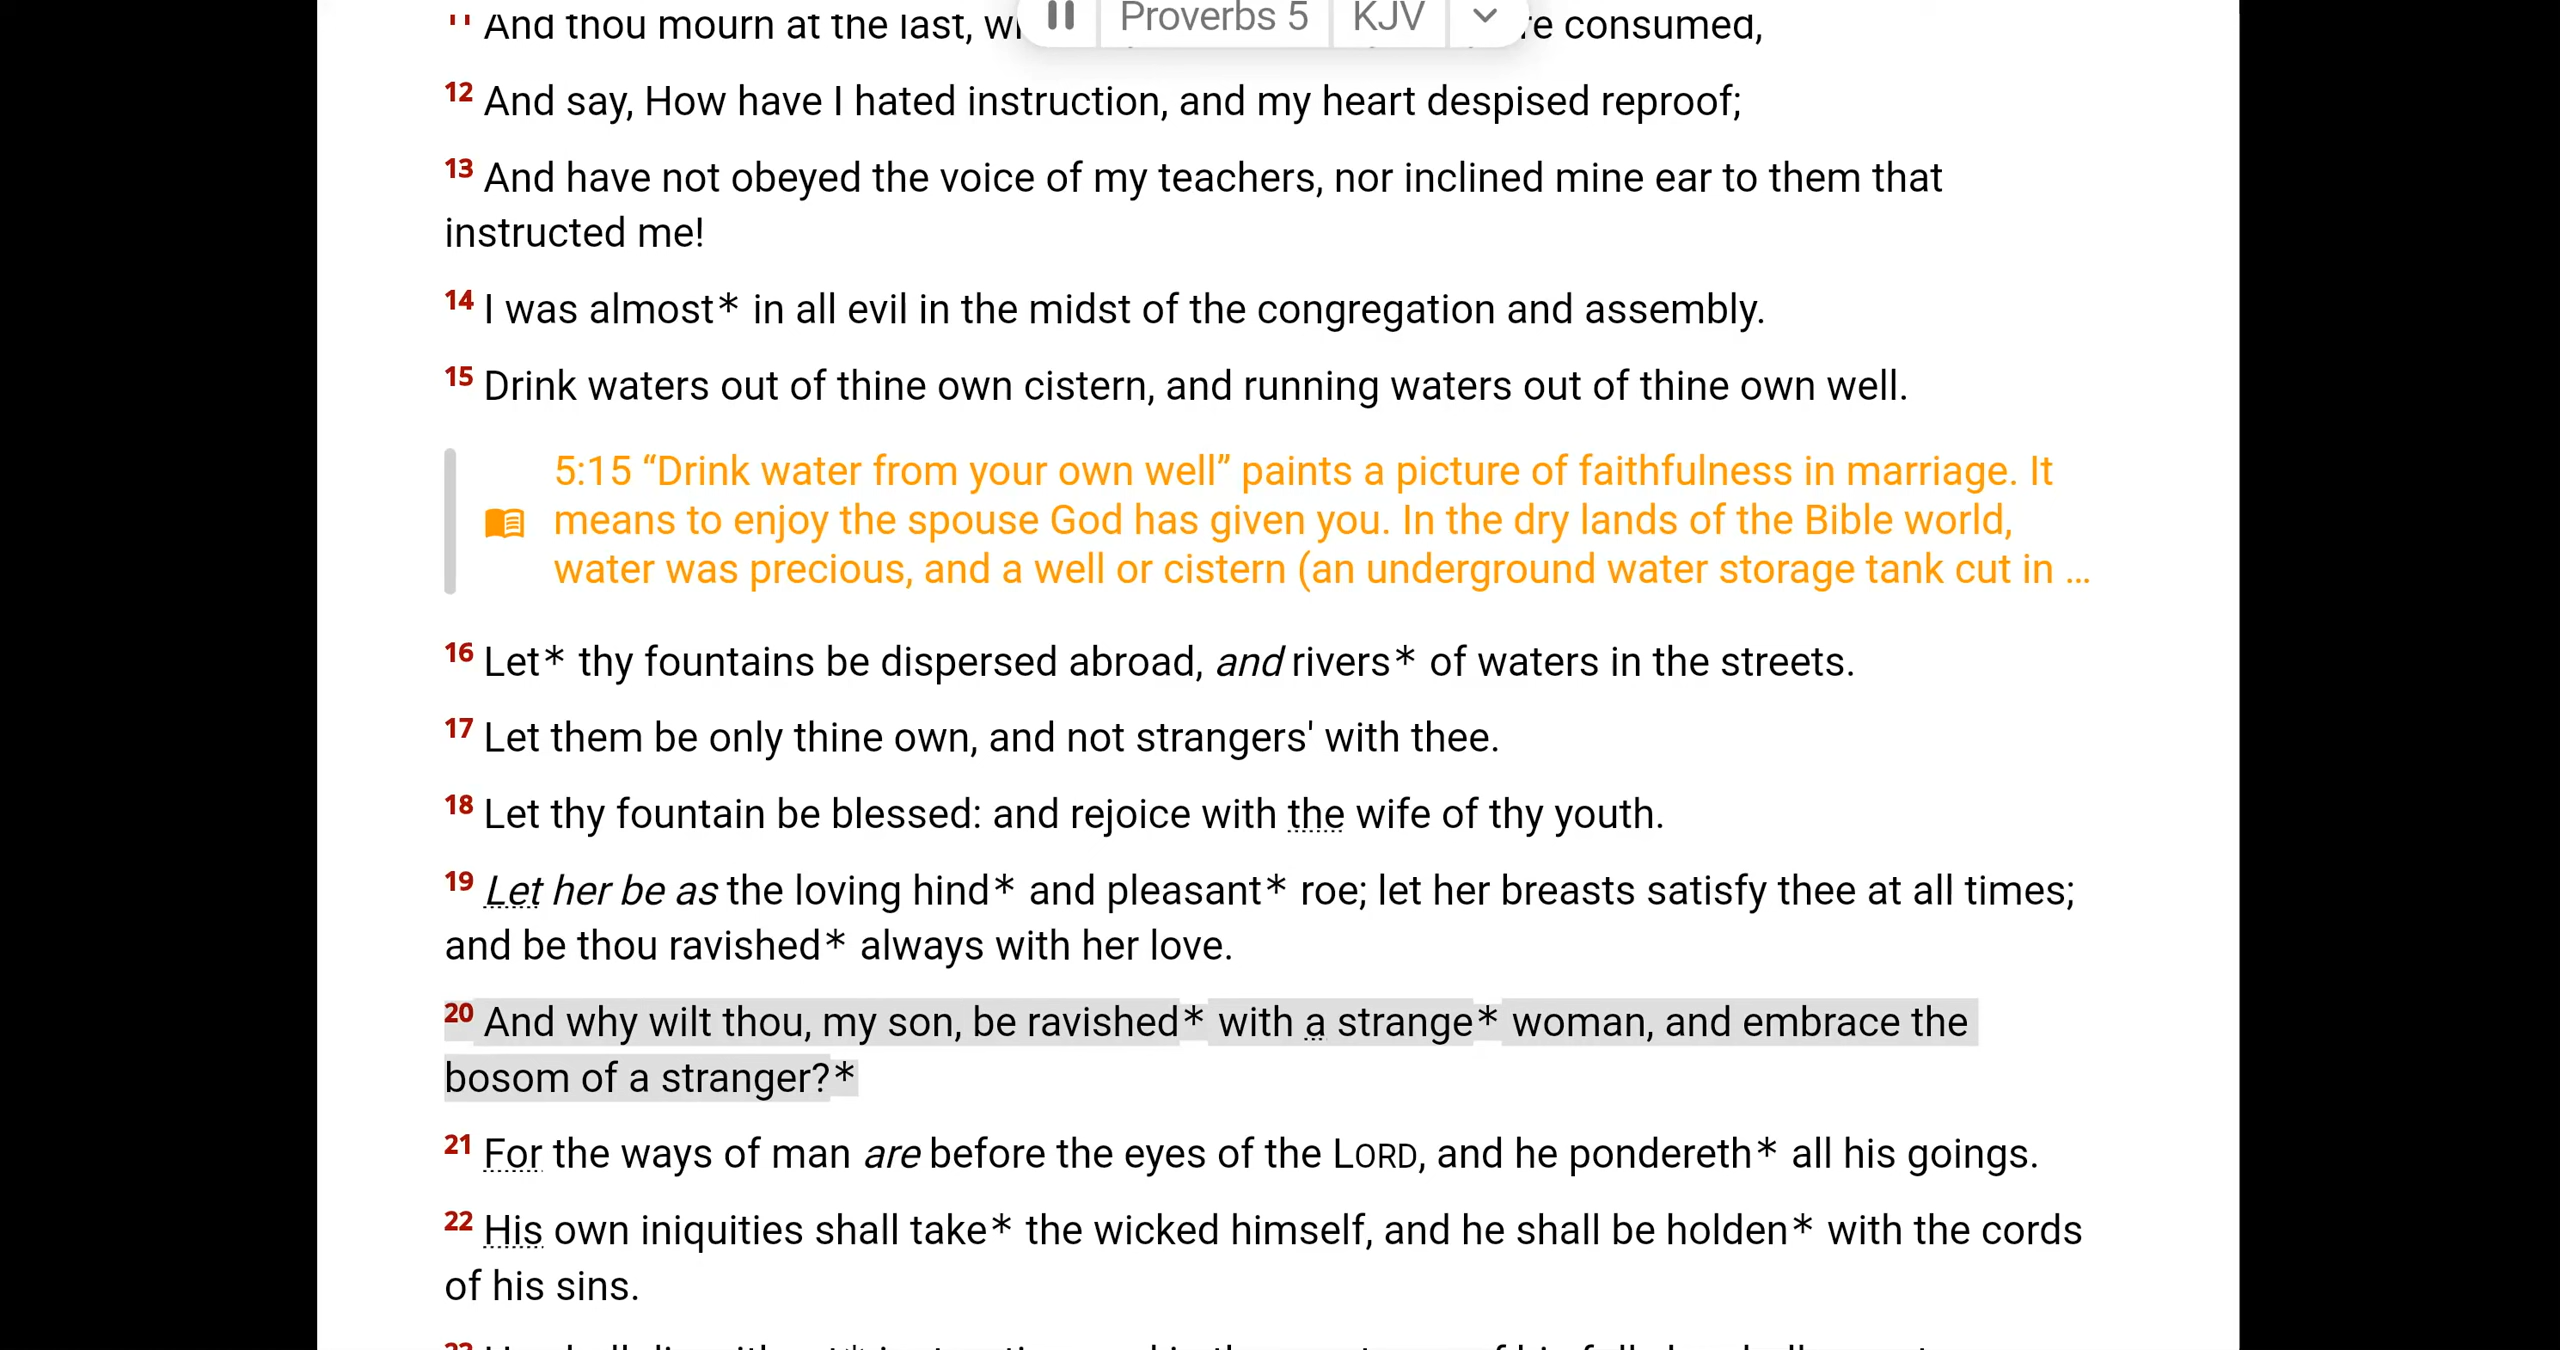 11 And thou mourn at the last, wh re consumed,
Proverbs 5 KJV
12 And say, How have I hated instruction, and my heart despised reproof;
13 And have not obeyed the voice of my teachers, nor inclined mine ear to them that
instructed me!
14 I was almost* in all evil in the midst of the congregation and assembly.
15 Drink waters out of thine own cistern, and running waters out of thine own well.
5:15 “Drink water from your own well” paints a picture of faithfulness in marriage. It
means to enjoy the spouse God has given you. In the dry lands of the Bible world,
water was precious, and a well or cistern (an underground water storage tank cut in ...
16 Let* thy fountains be dispersed abroad, and rivers* of waters in the streets.
17 Let them be only thine own, and not strangers' with thee.
18 Let thy fountain be blessed: and rejoice with the wife of thy youth.
19 Let her be as the loving hind* and pleasant* roe; let her breasts satisfy thee at all times;
and be thou ravished* always with her love.
20 And why wilt thou, my son, be ravished* with a strange* woman, and embrace the
bosom of a stranger?*
21 For the ways of man are before the eyes of the LORD, and he pondereth* all his goings.
22 His own iniquities shall take* the wicked himself, and he shall be holden* with the cords
of his sins.